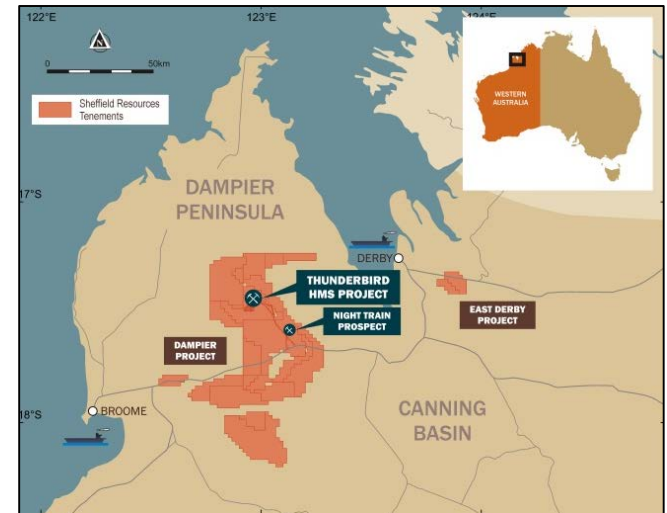 122°E
123°E
124°E
N
0
50km
Sheffield Resources
Tenements
WESTERN
AUSTRALIA
17°S
DAMPIER
PENINSULA
DERBY
THUNDERBIRD
HMS PROJECT
NIGHT TRAIN
PROSPECT
EAST DERBY
PROJECT
DAMPIER
PROJECT
18°S
BROOME
CANNING
BASIN